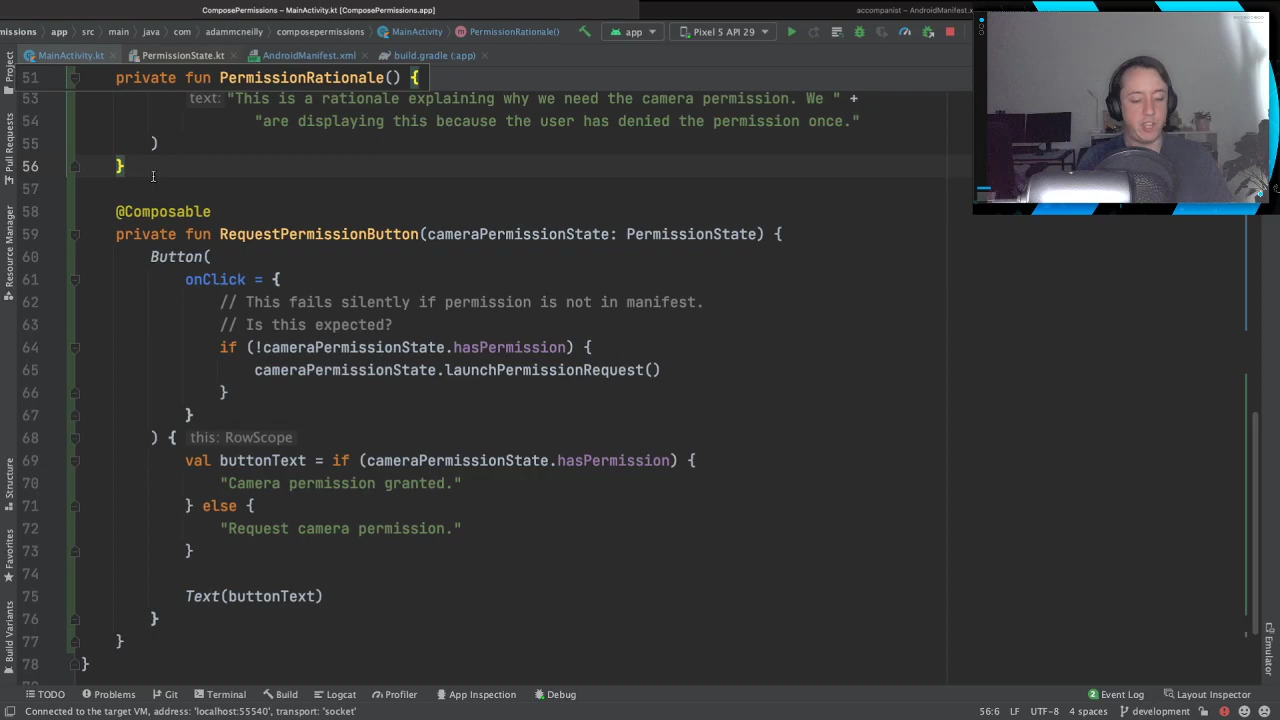 ComposePermissions – MainActivity.kt [ComposePermissions.app]
accompanist – AndroidManifest.x
missions
app
src
main
java
com
adammcneilly
composepermissions
MainActivity
PermissionRationale()
app
Pixel 5 API 29
MainActivity.kt
PermissionState.kt
AndroidManifest.xml
build.gradle (:app)
51 private fun PermissionRationale() {
53 text: "This is a rationale explaining why we need the camera permission. We " +
54 "are displaying this because the user has denied the permission once."
55 )
56 }
57
58 @Composable
59 private fun RequestPermissionButton(cameraPermissionState: PermissionState) {
60 Button(
61 onClick = {
62 // This fails silently if permission is not in manifest.
63 // Is this expected?
64 if (!cameraPermissionState.hasPermission) {
65 cameraPermissionState.launchPermissionRequest()
66 }
67 }
68 ) { this: RowScope
69 val buttonText = if (cameraPermissionState.hasPermission) {
70 "Camera permission granted."
71 } else {
72 "Request camera permission."
73 }
74
75 Text(buttonText)
76 }
77 }
78 }
Project
Pull Requests
Resource Manager
Structure
Favorites
Build Variants
Emulator
TODO
Problems
Git
Terminal
Build
Logcat
Profiler
App Inspection
Debug
2 Event Log
Layout Inspector
Connected to the target VM, address: 'localhost:55540', transport: 'socket'
56:6
LF
UTF-8
4 spaces
development